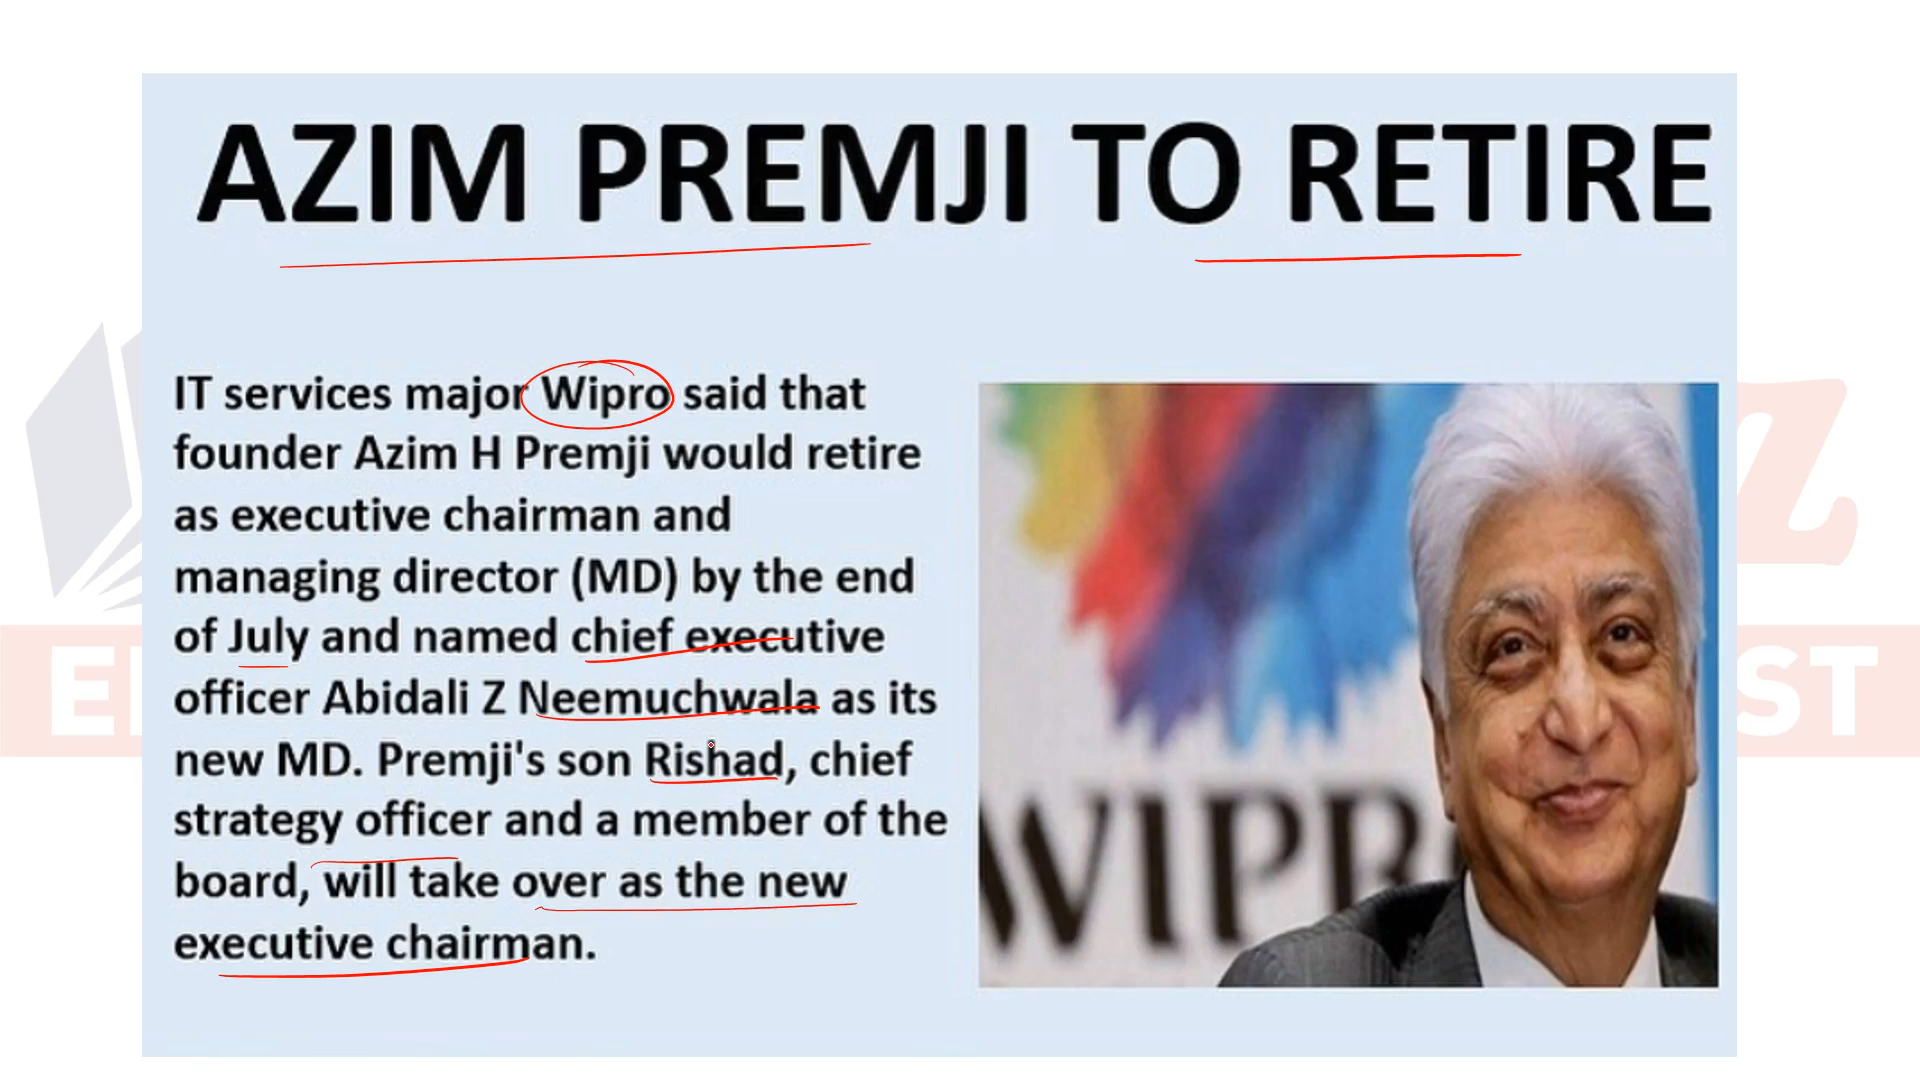 AZIM PREMJI TO RETIRE
IT services major Wipro said that
founder Azim H Premji would retire
as executive chairman and
managing director (MD) by the end
of July and named chief executive
officer Abidali Z Neemuchwala as its
new MD. Premji's son Rishad, chief
strategy officer and a member of the
board, will take over as the new
executive chairman.
WIPR